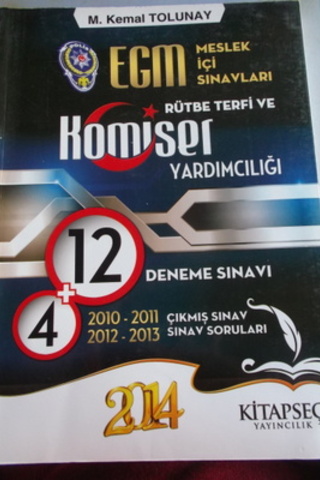 M. Kemal TOLUNAY
POLİS
EGM
MESLEK
İÇİ
SINAVLARI
RÜTBE TERFİ VE
Komiser
YARDIMCILIĞI
12
DENEME SINAVI
+
4
2010 - 2011 ÇIKMIŞ SINAV
2012 - 2013 SINAV SORULARI
2014
KİTAPSEÇ
YAYINCILIK